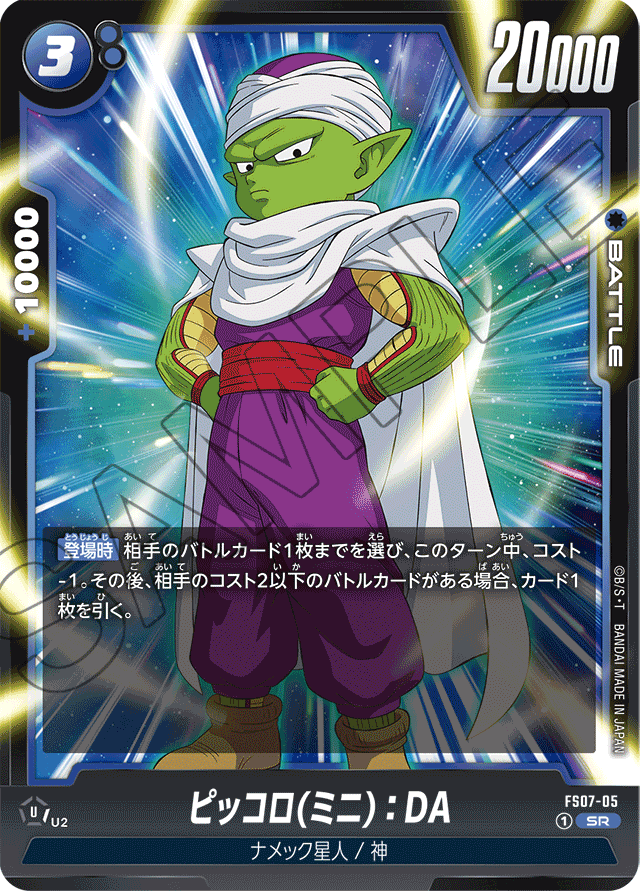 3
20000
+10000
BATTLE
SAMPLE
登場時 相手のバトルカード1枚までを選び、このターン中、コスト
-1。その後、相手のコスト2以下のバトルカードがある場合、カード1
枚を引く。
©B/S・T BANDAI MADE IN JAPAN
U U2
ピッコロ(ミニ):DA
FS07-05
1 SR
ナメック星人 / 神